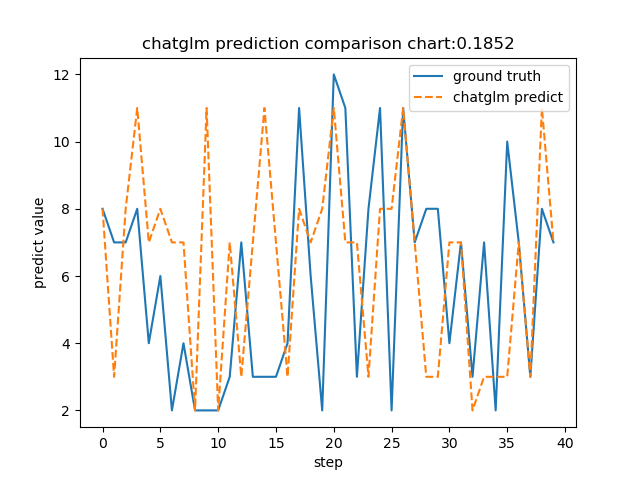 chatglm prediction comparison chart:0.1852
ground truth
chatglm predict
predict value
12
10
8
6
4
2
0 5 10 15 20 25 30 35 40
step